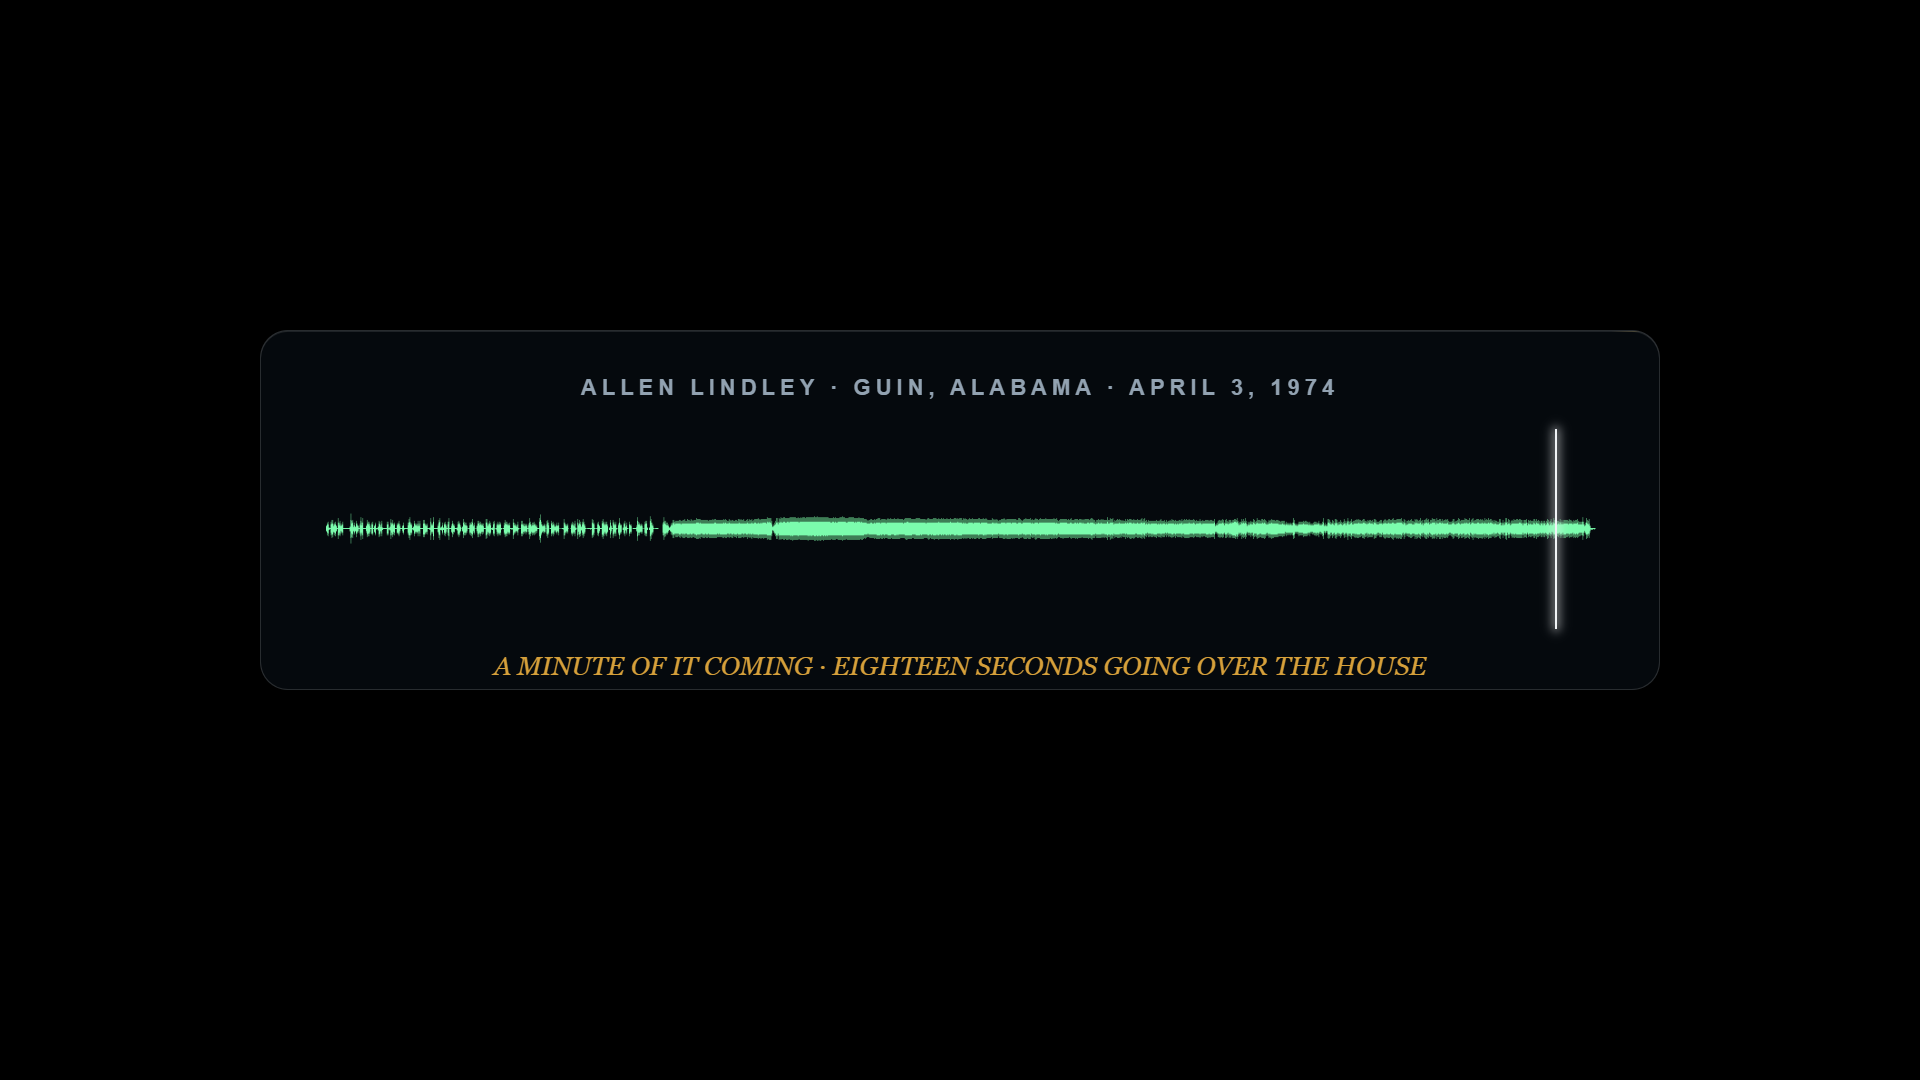 ALLEN LINDLEY · GUIN, ALABAMA · APRIL 3, 1974
A MINUTE OF IT COMING · EIGHTEEN SECONDS GOING OVER THE HOUSE